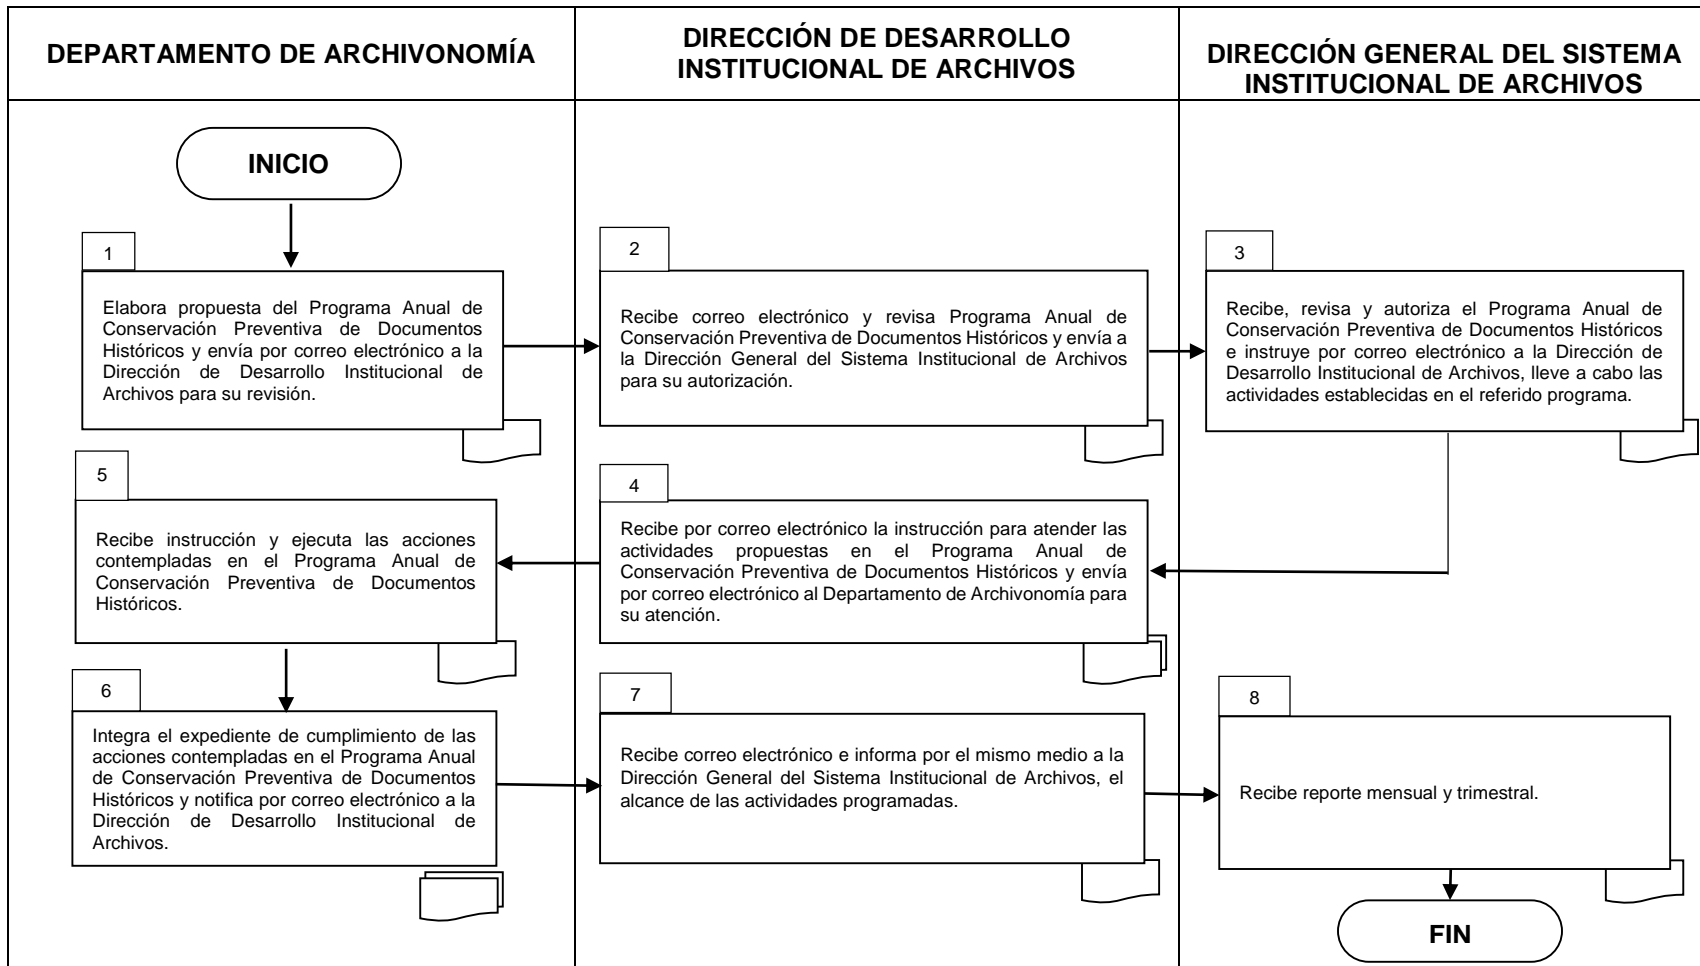 DEPARTAMENTO DE ARCHIVONOMÍA
DIRECCIÓN DE DESARROLLO
INSTITUCIONAL DE ARCHIVOS
DIRECCIÓN GENERAL DEL SISTEMA
INSTITUCIONAL DE ARCHIVOS
INICIO
1
Elabora propuesta del Programa Anual de
Conservación Preventiva de Documentos
Históricos y envía por correo electrónico a la
Dirección de Desarrollo Institucional de
Archivos para su revisión.
2
Recibe correo electrónico y revisa Programa Anual de
Conservación Preventiva de Documentos Históricos y envía a
la Dirección General del Sistema Institucional de Archivos
para su autorización.
3
Recibe, revisa y autoriza el Programa Anual de
Conservación Preventiva de Documentos Históricos
e instruye por correo electrónico a la Dirección de
Desarrollo Institucional de Archivos, lleve a cabo las
actividades establecidas en el referido programa.
4
Recibe por correo electrónico la instrucción para atender las
actividades propuestas en el Programa Anual de
Conservación Preventiva de Documentos Históricos y envía
por correo electrónico al Departamento de Archivonomía para
su atención.
5
Recibe instrucción y ejecuta las acciones
contempladas en el Programa Anual de
Conservación Preventiva de Documentos
Históricos.
6
Integra el expediente de cumplimiento de las
acciones contempladas en el Programa Anual
de Conservación Preventiva de Documentos
Históricos y notifica por correo electrónico a la
Dirección de Desarrollo Institucional de
Archivos.
7
Recibe correo electrónico e informa por el mismo medio a la
Dirección General del Sistema Institucional de Archivos, el
alcance de las actividades programadas.
8
Recibe reporte mensual y trimestral.
FIN